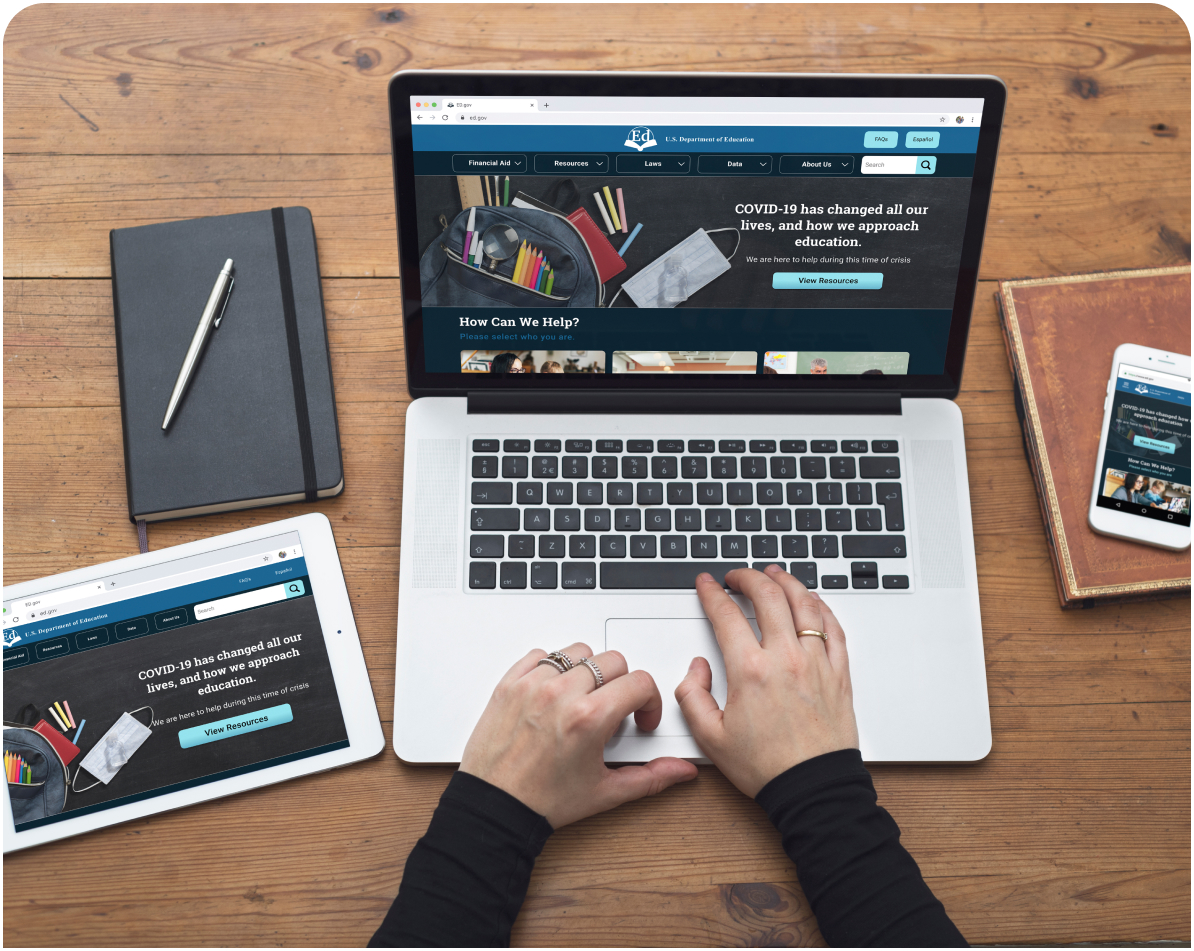 ED.gov
ed.gov
Ed
U.S. Department of Education
FAQs
Español
Financial Aid
Resources
Laws
Data
About Us
Search
COVID-19 has changed all our
lives, and how we approach
education.
We are here to help during this time of crisis
View Resources
How Can We Help?
Please select who you are.
Q W E R T Y U I O P
A S D F G H J K L
Z X C V B N M
ED.gov
ed.gov
FAQs
Español
Ed
U.S. Department of Education
Financial Aid
Resources
Laws
Data
About Us
Search
COVID-19 has changed all our
lives, and how we approach
education.
We are here to help during this time of crisis
View Resources
COVID-19 has changed how
approach education
View Resources
How Can We Help?